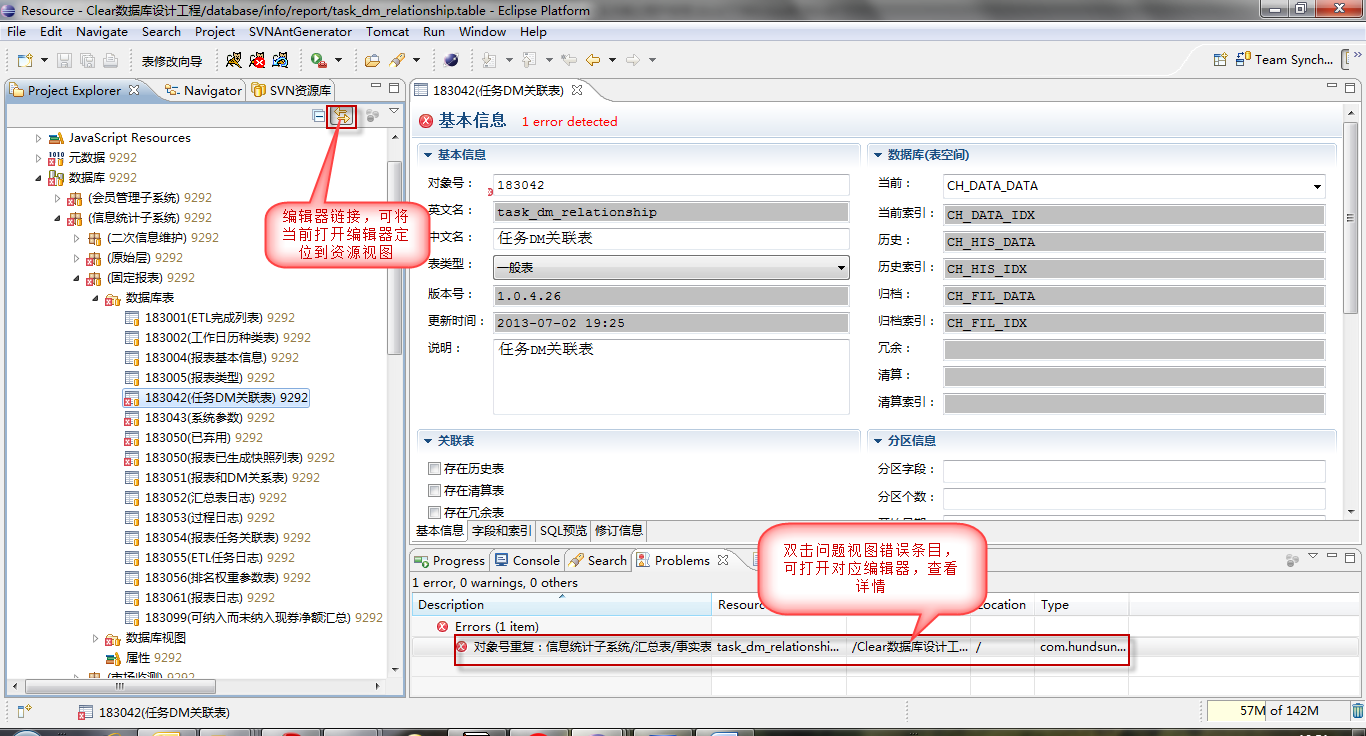 Resource - Clear数据库设计工程/database/info/report/task_dm_relationship.table - Eclipse Platform
File Edit Navigate Search Project SVNAntGenerator Tomcat Run Window Help
表修改向导
Team Synch...
Project Explorer
Navigator
SVN资源库
JavaScript Resources
元数据 9292
数据库 9292
(会员管理子系统) 9292
(信息统计子系统) 9292
(二次信息维护) 9292
(原始层) 9292
(固定报表) 9292
数据库表
183001(ETL完成列表) 9292
183002(工作日历种类表) 9292
183004(报表基本信息) 9292
183005(报表类型) 9292
183042(任务DM关联表) 9292
183043(系统参数) 9292
183050(已弃用) 9292
183050(报表已生成快照列表) 9292
183051(报表和DM关系表) 9292
183052(汇总表日志) 9292
183053(过程日志) 9292
183054(报表任务关联表) 9292
183055(ETL任务日志) 9292
183056(排名权重参数表) 9292
183061(报表日志) 9292
183099(可纳入而未纳入现券净额汇总) 9292
数据库视图
属性 9292
(市场监测) 9292
编辑器链接，可将
当前打开编辑器定
位到资源视图
183042(任务DM关联表)
基本信息 1 error detected
基本信息
对象号： 183042
英文名： task_dm_relationship
中文名： 任务DM关联表
表类型： 一般表
版本号： 1.0.4.26
更新时间： 2013-07-02 19:25
说明： 任务DM关联表
数据库(表空间)
当前： CH_DATA_DATA
当前索引： CH_DATA_IDX
历史： CH_HIS_DATA
历史索引： CH_HIS_IDX
归档： CH_FIL_DATA
归档索引： CH_FIL_IDX
冗余：
清算：
清算索引：
关联表
存在历史表
存在清算表
存在冗余表
分区信息
分区字段：
分区个数：
基本信息 字段和索引 SQL预览 修订信息
Progress Console Search Problems
双击问题视图错误条目，
可打开对应编辑器，查看
详情
1 error, 0 warnings, 0 others
Description Resour Location Type
Errors (1 item)
对象号重复：信息统计子系统/汇总表/事实表 task_dm_relationshi... /Clear数据库设计工... / com.hundsun...
183042(任务DM关联表)
57M of 142M